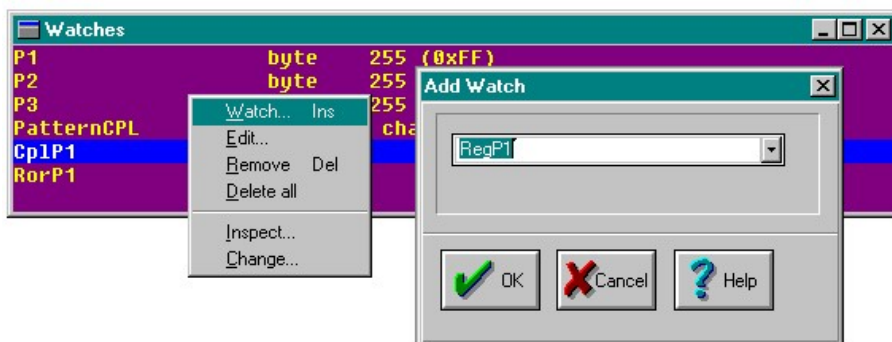 Watches
P1 byte 255 (0xFF)
P2 byte 255
P3 255
PatternCPL cha
CplP1
RorP1
Watch... Ins
Edit...
Remove Del
Delete all
Inspect...
Change...
Add Watch
RegP1
OK
Cancel
Help